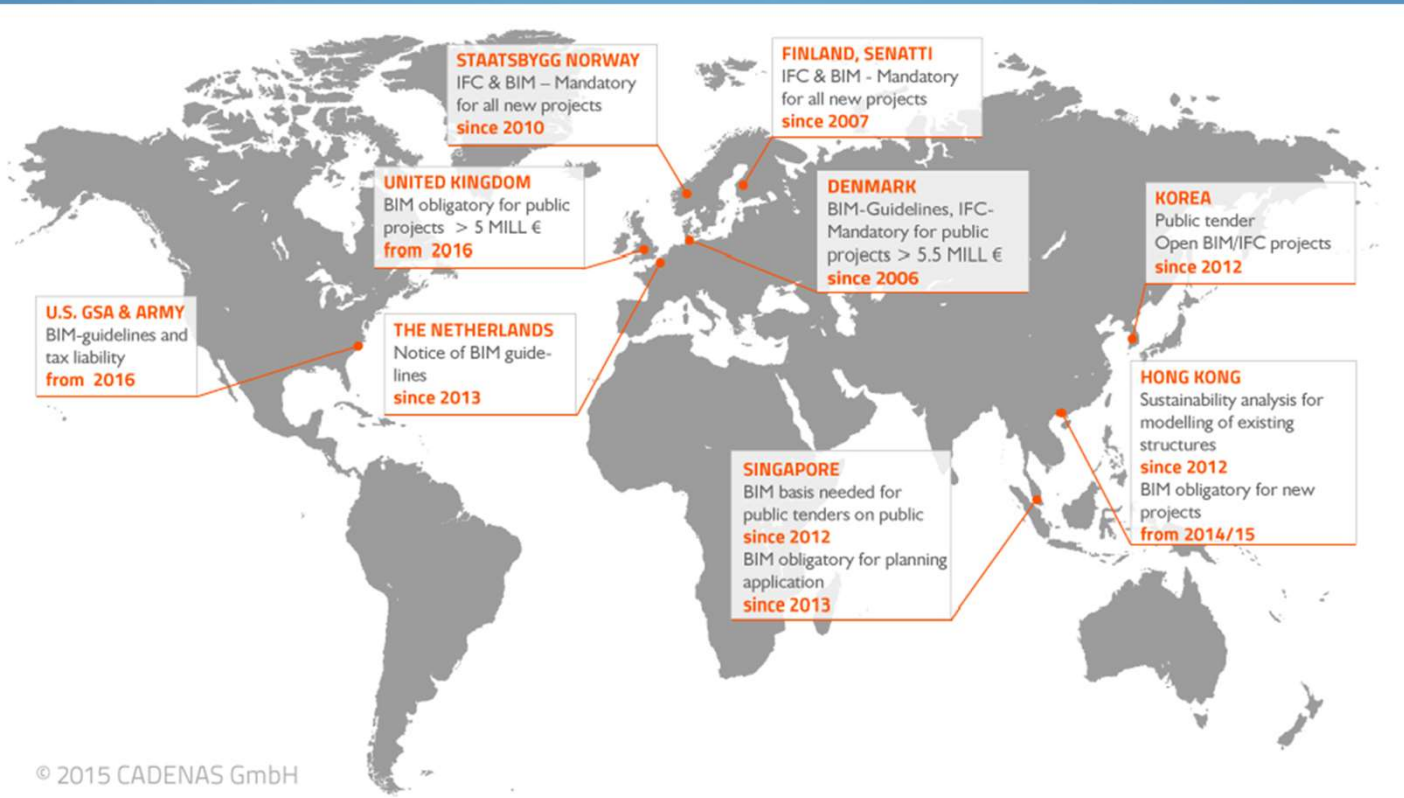 STAATSBYGG NORWAY
IFC & BIM – Mandatory
for all new projects
since 2010
FINLAND, SENATTI
IFC & BIM - Mandatory
for all new projects
since 2007
UNITED KINGDOM
BIM obligatory for public
projects > 5 MILL €
from 2016
DENMARK
BIM-Guidelines, IFC-
Mandatory for public
projects > 5.5 MILL €
since 2006
KOREA
Public tender
Open BIM/IFC projects
since 2012
U.S. GSA & ARMY
BIM-guidelines and
tax liability
from 2016
THE NETHERLANDS
Notice of BIM guide-
lines
since 2013
HONG KONG
Sustainability analysis for
modelling of existing
structures
since 2012
BIM obligatory for new
projects
from 2014/15
SINGAPORE
BIM basis needed for
public tenders on public
since 2012
BIM obligatory for planning
application
since 2013
© 2015 CADENAS GmbH